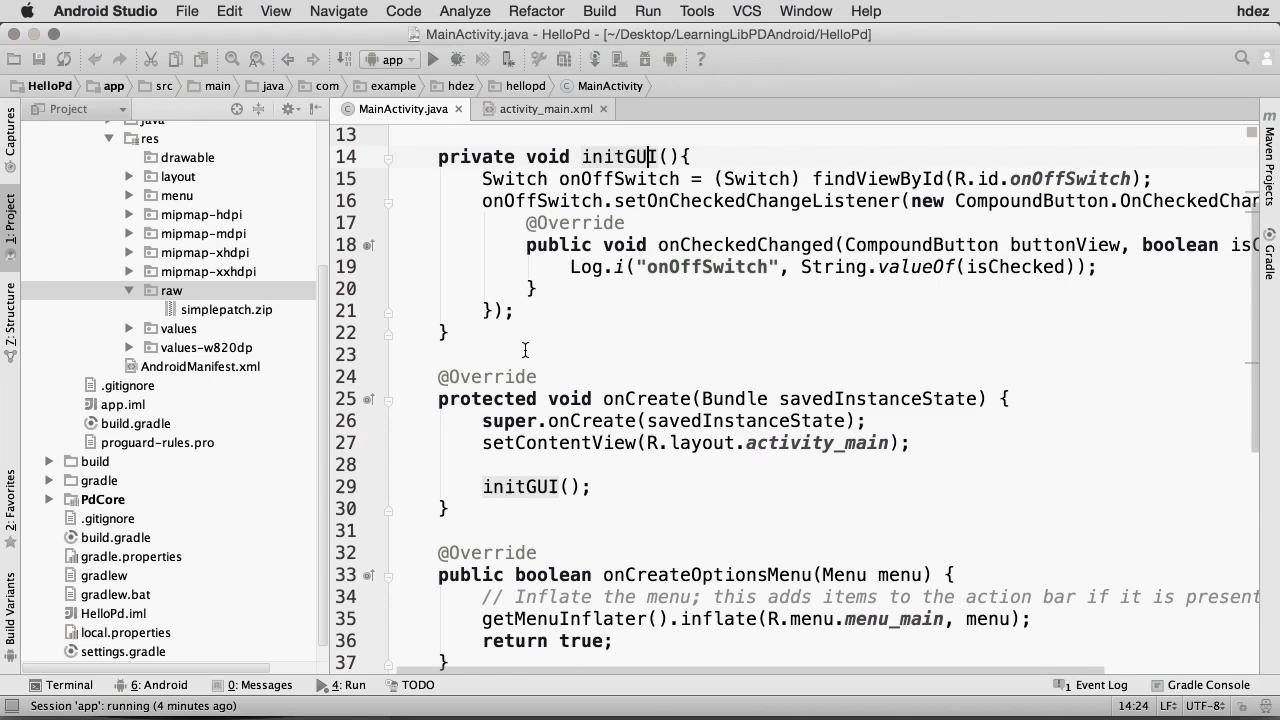 Android Studio File Edit View Navigate Code Analyze Refactor Build Run Tools VCS Window Help hdez
MainActivity.java - HelloPd - [~/Desktop/LearningLibPDAndroid/HelloPd]
app
HelloPd app src main java com example hdez hellopd MainActivity
Project MainActivity.java activity_main.xml
java
res
drawable
layout
menu
mipmap-hdpi
mipmap-mdpi
mipmap-xhdpi
mipmap-xxhdpi
raw
simplepatch.zip
values
values-w820dp
AndroidManifest.xml
.gitignore
app.iml
build.gradle
proguard-rules.pro
build
gradle
PdCore
.gitignore
build.gradle
gradle.properties
gradlew
gradlew.bat
HelloPd.iml
local.properties
settings.gradle
Captures
1: Project
7: Structure
2: Favorites
Build Variants
13
14 private void initGUI(){
15 Switch onOffSwitch = (Switch) findViewById(R.id.onOffSwitch);
16 onOffSwitch.setOnCheckedChangeListener(new CompoundButton.OnCheckedChan
17 @Override
18 public void onCheckedChanged(CompoundButton buttonView, boolean isC
19 Log.i("onOffSwitch", String.valueOf(isChecked));
20 }
21 });
22 }
23
24 @Override
25 protected void onCreate(Bundle savedInstanceState) {
26 super.onCreate(savedInstanceState);
27 setContentView(R.layout.activity_main);
28
29 initGUI();
30 }
31
32 @Override
33 public boolean onCreateOptionsMenu(Menu menu) {
34 // Inflate the menu; this adds items to the action bar if it is present
35 getMenuInflater().inflate(R.menu.menu_main, menu);
36 return true;
37 }
Maven Projects
Gradle
Terminal 6: Android 0: Messages 4: Run TODO 1 Event Log Gradle Console
Session 'app': running (4 minutes ago) 14:24 LF÷ UTF-8÷